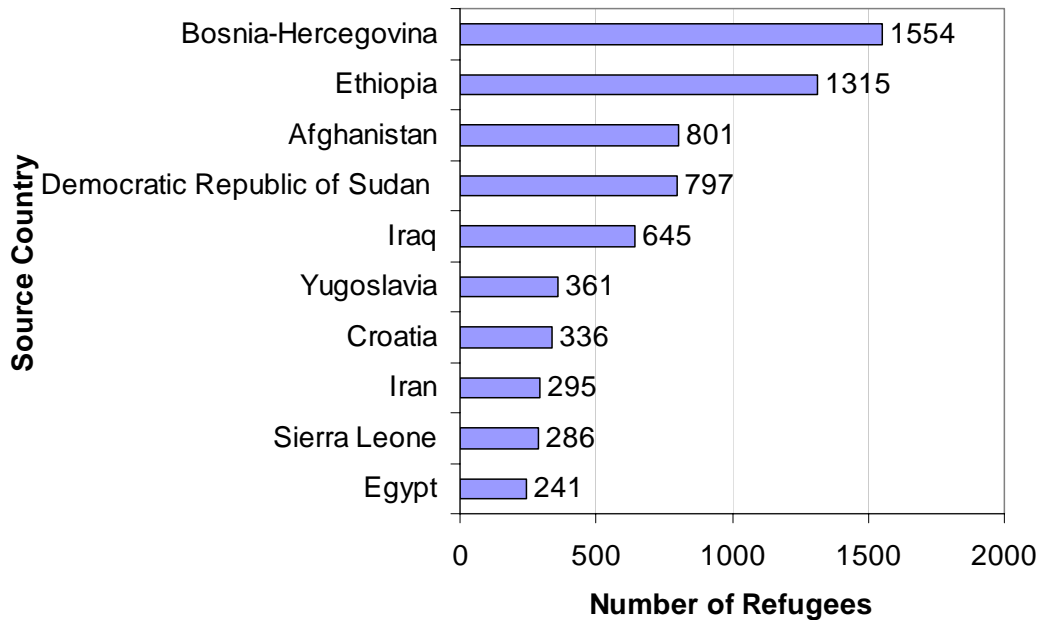 Source Country
Bosnia-Hercegovina 1554
Ethiopia 1315
Afghanistan 801
Democratic Republic of Sudan 797
Iraq 645
Yugoslavia 361
Croatia 336
Iran 295
Sierra Leone 286
Egypt 241
0 500 1000 1500 2000
Number of Refugees